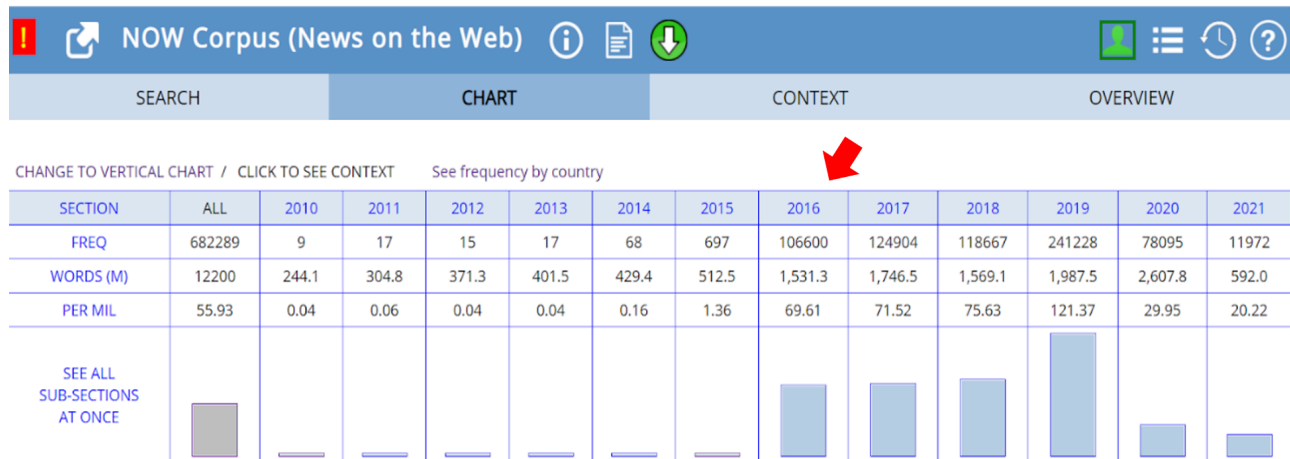 ! NOW Corpus (News on the Web) i ?
SEARCH CHART CONTEXT OVERVIEW
CHANGE TO VERTICAL CHART / CLICK TO SEE CONTEXT See frequency by country
SECTION ALL 2010 2011 2012 2013 2014 2015 2016 2017 2018 2019 2020 2021
FREQ 682289 9 17 15 17 68 697 106600 124904 118667 241228 78095 11972
WORDS (M) 12200 244.1 304.8 371.3 401.5 429.4 512.5 1,531.3 1,746.5 1,569.1 1,987.5 2,607.8 592.0
PER MIL 55.93 0.04 0.06 0.04 0.04 0.16 1.36 69.61 71.52 75.63 121.37 29.95 20.22
SEE ALL
SUB-SECTIONS
AT ONCE